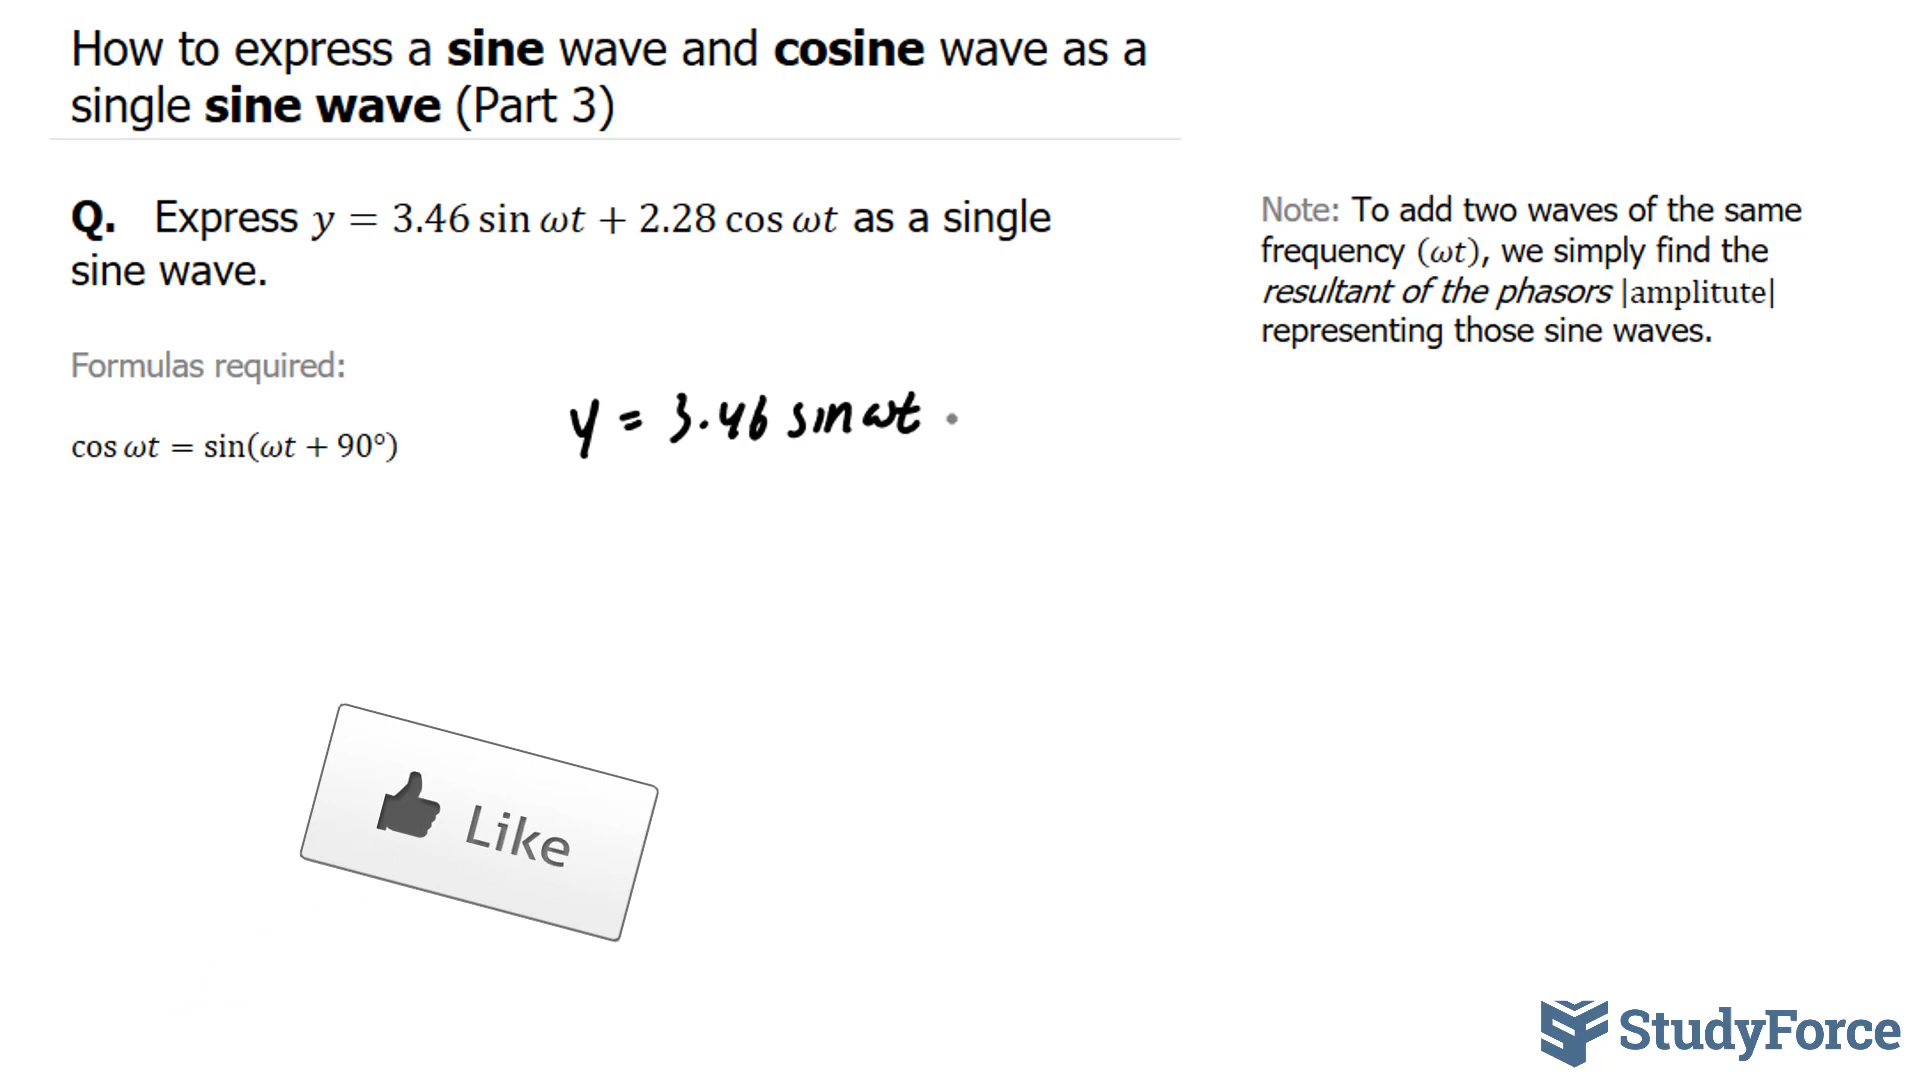 How to express a sine wave and cosine wave as a
single sine wave (Part 3)
Q. Express y = 3.46 sin ωt + 2.28 cos ωt as a single
sine wave.
Note: To add two waves of the same
frequency (ωt), we simply find the
resultant of the phasors |amplitute|
representing those sine waves.
Formulas required:
y = 3.46 sin ωt
cos ωt = sin(ωt + 90°)
Like
StudyForce